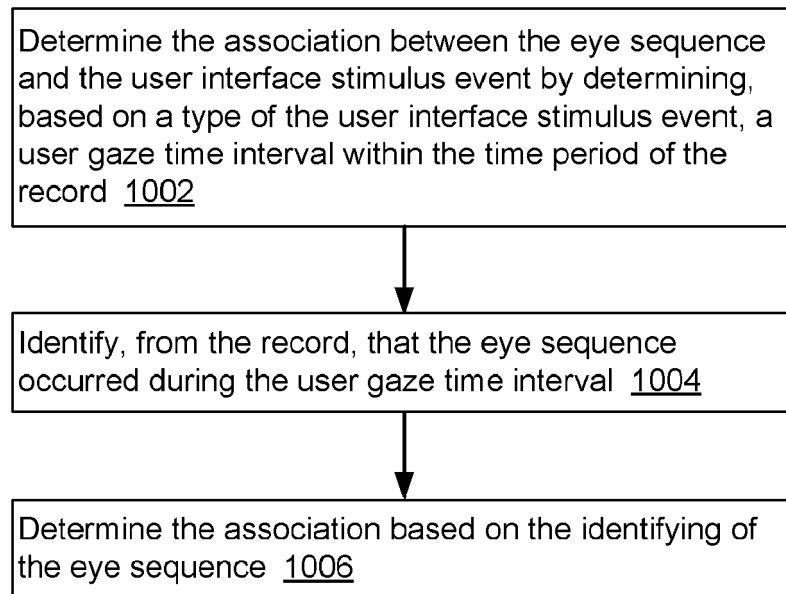 Determine the association between the eye sequence
and the user interface stimulus event by determining,
based on a type of the user interface stimulus event, a
user gaze time interval within the time period of the
record 1002
Identify, from the record, that the eye sequence
occurred during the user gaze time interval 1004
Determine the association based on the identifying of
the eye sequence 1006